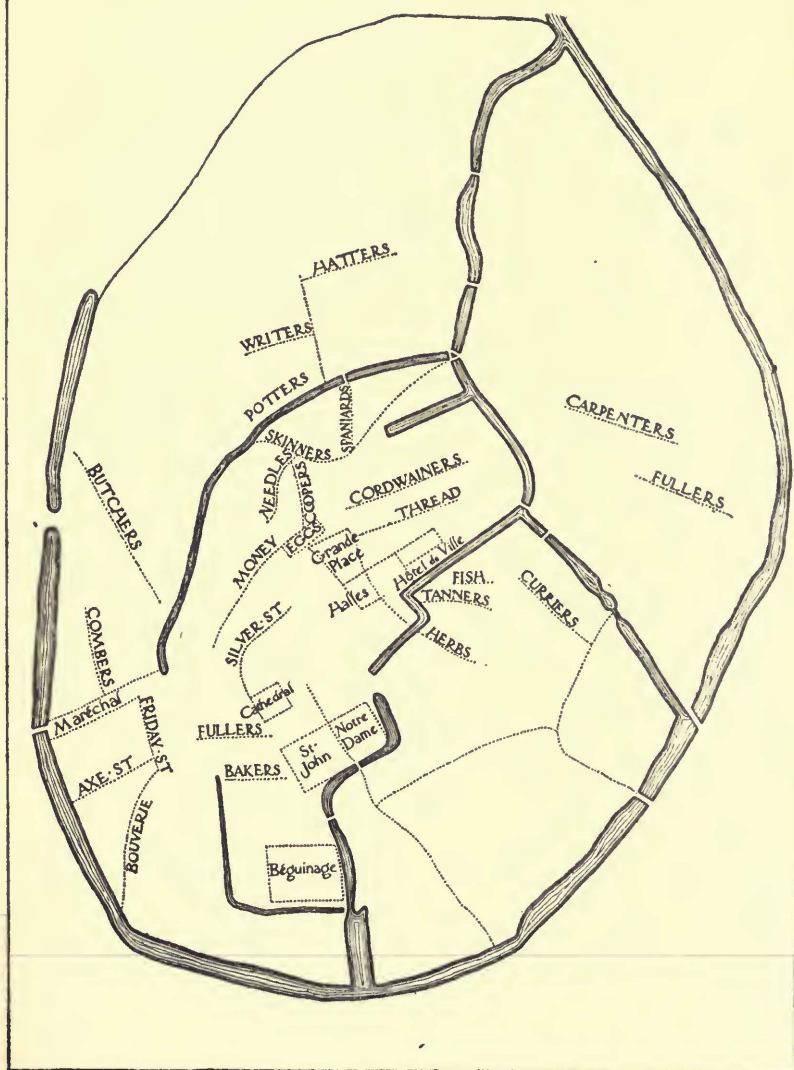 HATTERS
WRITERS
POTTERS
SPANIARDS
SKINNERS
CARPENTERS
NEEDLES
COOPERS
CORDWAINERS
BUTCHERS
THREAD
FULLERS
EGGS
MONEY
Grande
Place
Hôtel de Ville
FISH
TANNERS
CURRIERS
Halles
SILVER·ST
HERBS
COMBERS
Maréchal
Cathedral
FRIDAY·ST
FULLERS
Notre
Dame
St-
John
AXE·ST
BAKERS
BOUVERIE
Béguinage